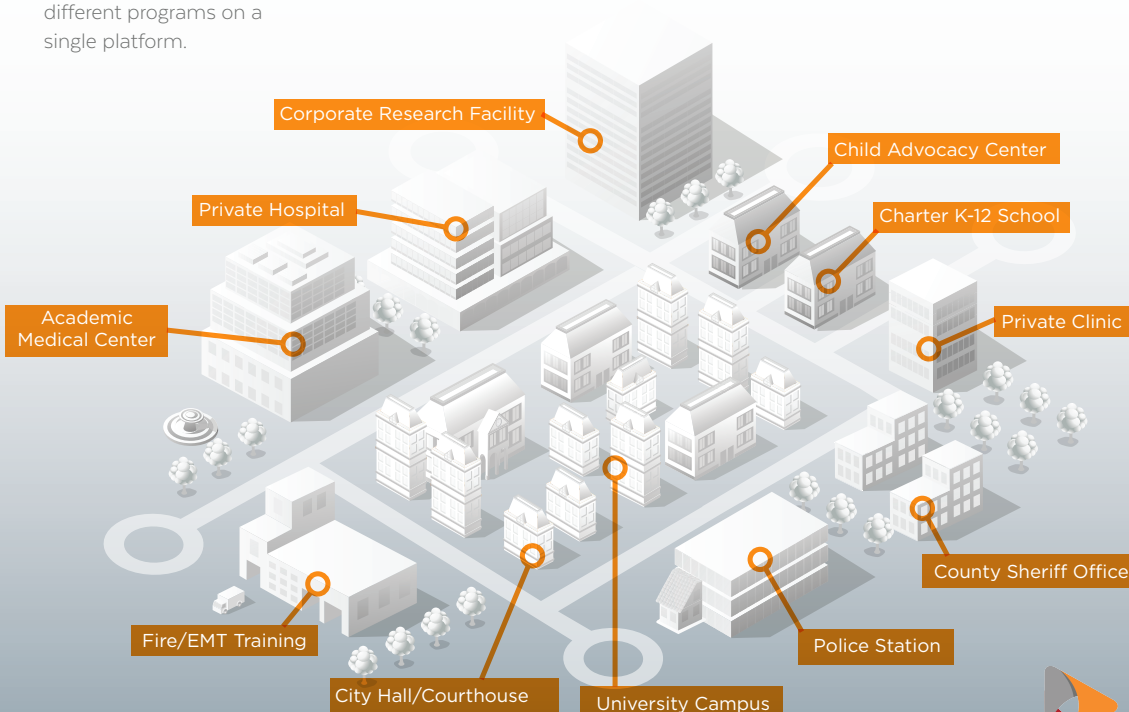 different programs on a
single platform.
Corporate Research Facility
Child Advocacy Center
Private Hospital
Charter K-12 School
Academic
Medical Center
Private Clinic
County Sheriff Office
Fire/EMT Training
Police Station
City Hall/Courthouse
University Campus